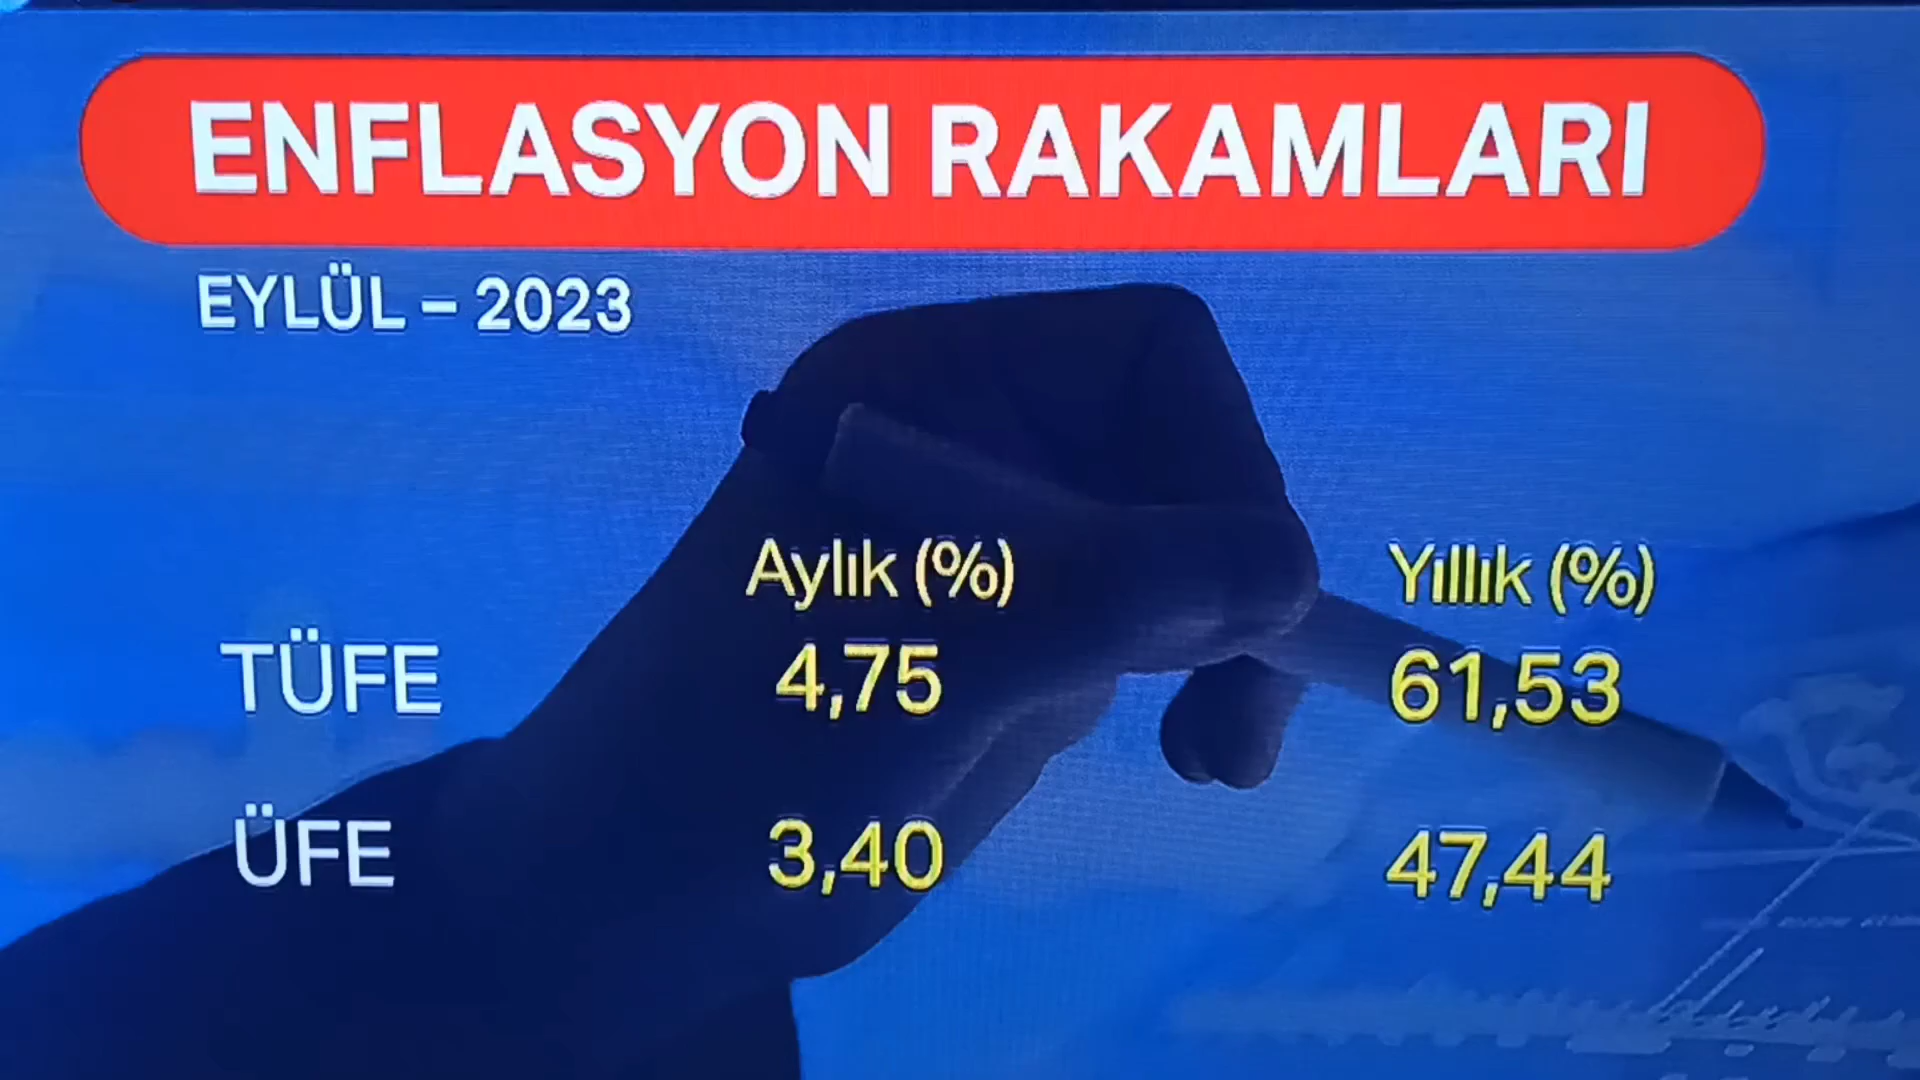 ENFLASYON RAKAMLARI
EYLÜL – 2023
Aylık (%) Yıllık (%)
TÜFE 4,75 61,53
ÜFE 3,40 47,44